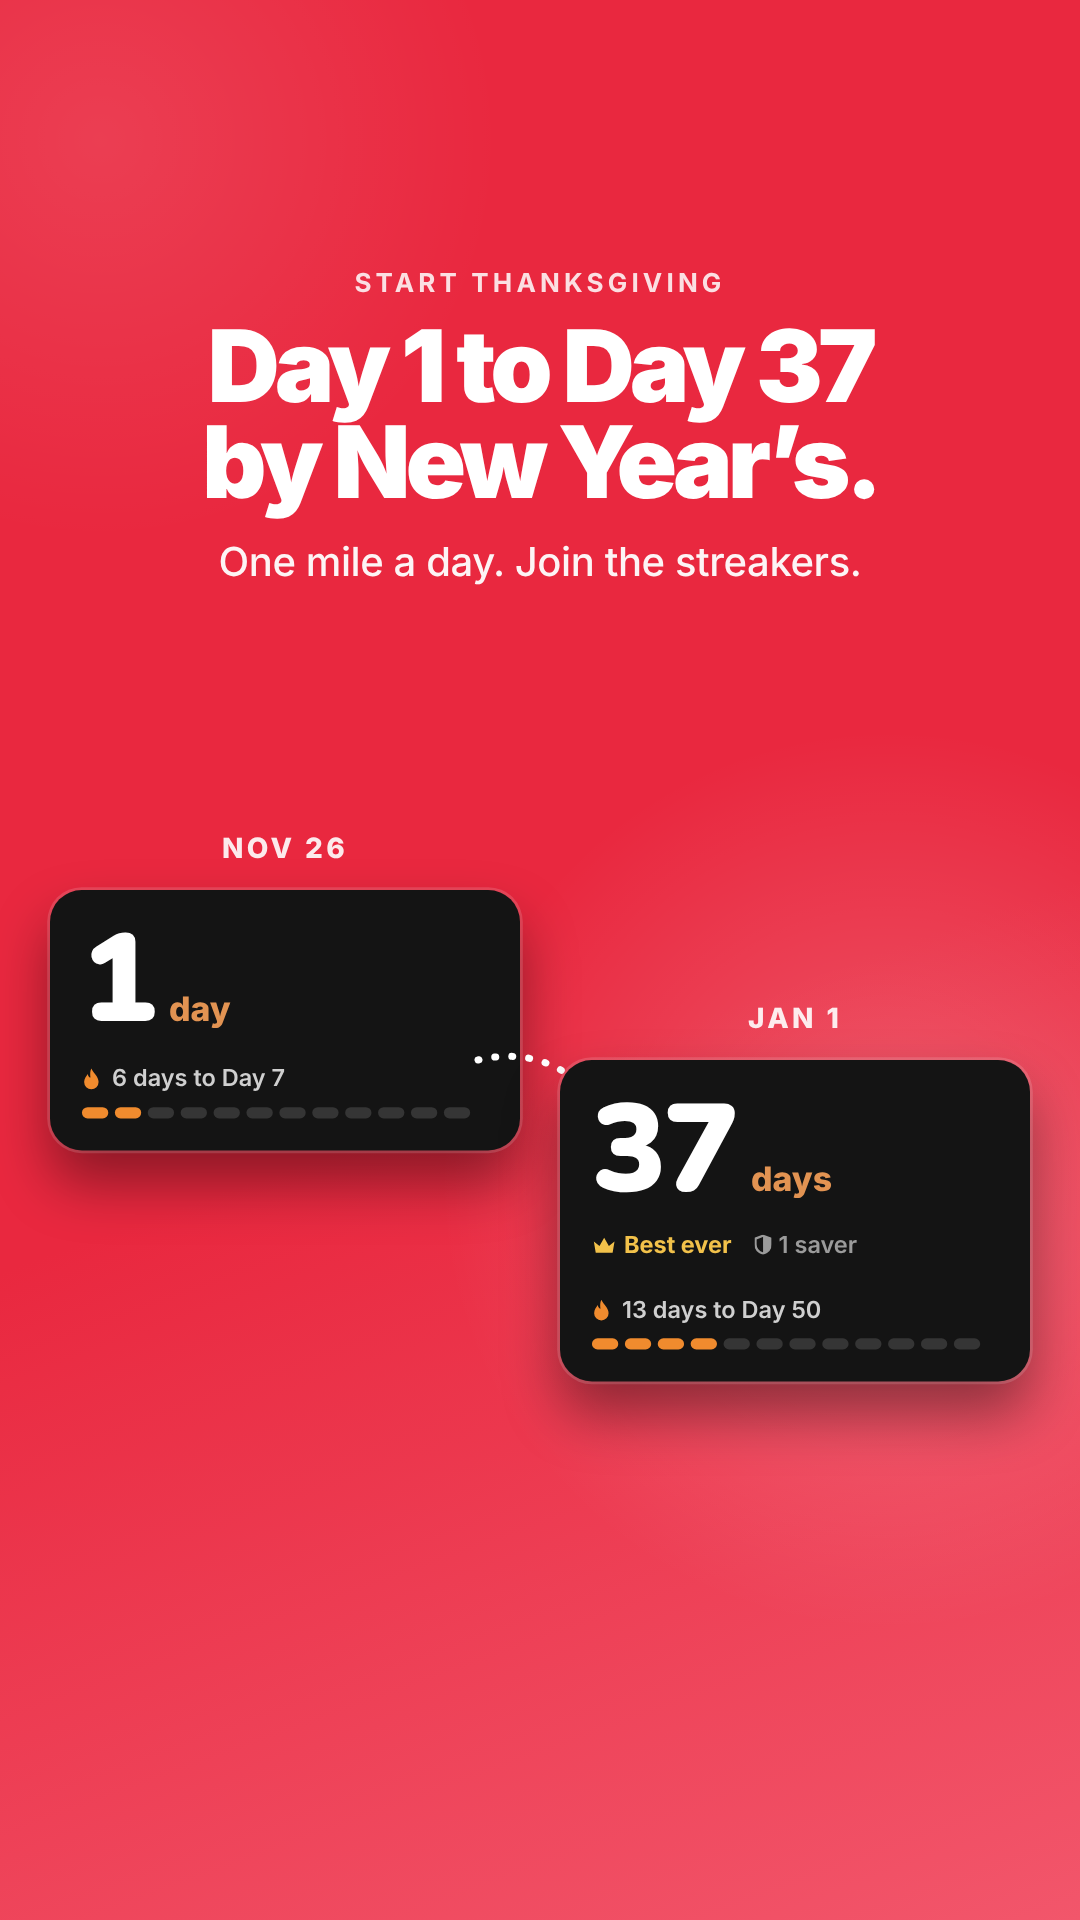 START THANKSGIVING
Day 1 to Day 37
by New Year’s.
One mile a day. Join the streakers.
NOV 26
1 day
6 days to Day 7
JAN 1
37 days
Best ever 1 saver
13 days to Day 50